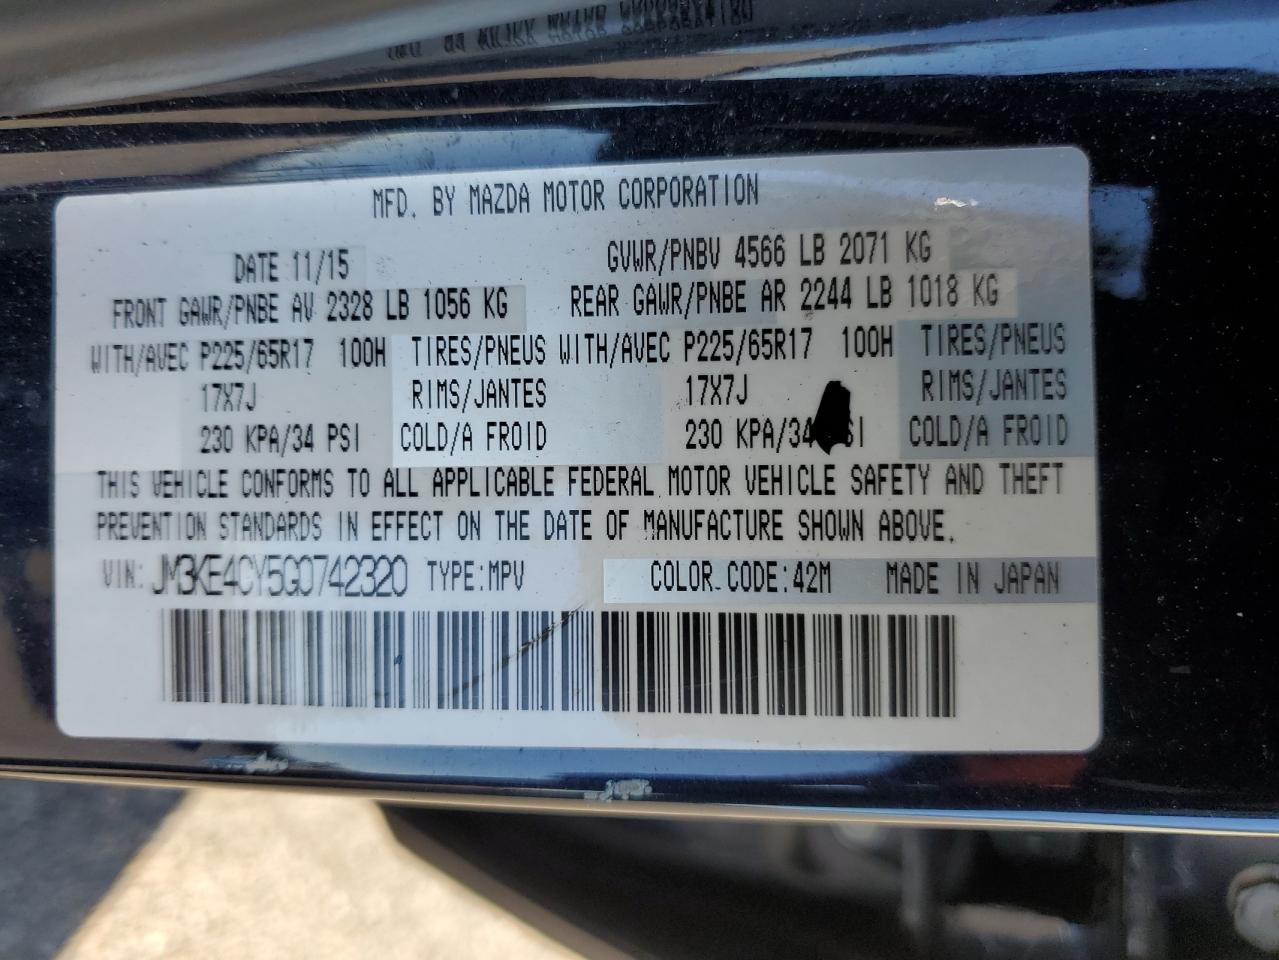 MFD. BY MAZDA MOTOR CORPORATION
DATE 11/15 GVWR/PNBV 4566 LB 2071 KG
FRONT GAWR/PNBE AV 2328 LB 1056 KG REAR GAWR/PNBE AR 2244 LB 1018 KG
WITH/AVEC P225/65R17 100H TIRES/PNEUS WITH/AVEC P225/65R17 100H TIRES/PNEUS
17X7J RIMS/JANTES 17X7J RIMS/JANTES
230 KPA/34 PSI COLD/A FROID 230 KPA/34 SI COLD/A FROID
THIS VEHICLE CONFORMS TO ALL APPLICABLE FEDERAL MOTOR VEHICLE SAFETY AND THEFT
PREVENTION STANDARDS IN EFFECT ON THE DATE OF MANUFACTURE SHOWN ABOVE.
VIN: JM3KE4CY5G0742320 TYPE:MPV COLOR CODE:42M MADE IN JAPAN